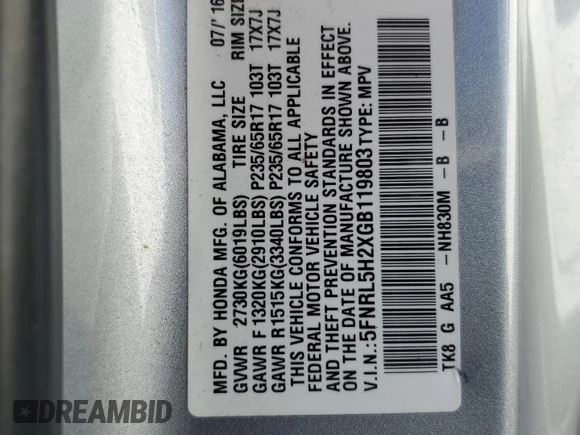 MFD. BY HONDA MFG. OF ALABAMA, LLC 07/'16
GVWR 2730KG(6019LBS) TIRE SIZE RIM SIZE
GAWR F 1320KG(2910LBS) P235/65R17 103T 17X7J
GAWR R 1515KG(3340LBS) P235/65R17 103T 17X7J
THIS VEHICLE CONFORMS TO ALL APPLICABLE
FEDERAL MOTOR VEHICLE SAFETY
AND THEFT PREVENTION STANDARDS IN EFFECT
ON THE DATE OF MANUFACTURE SHOWN ABOVE.
V.I.N.:5FNRL5H2XGB119803 TYPE: MPV
TK8 G AA5 -NH830M -B -B
DREAMBID